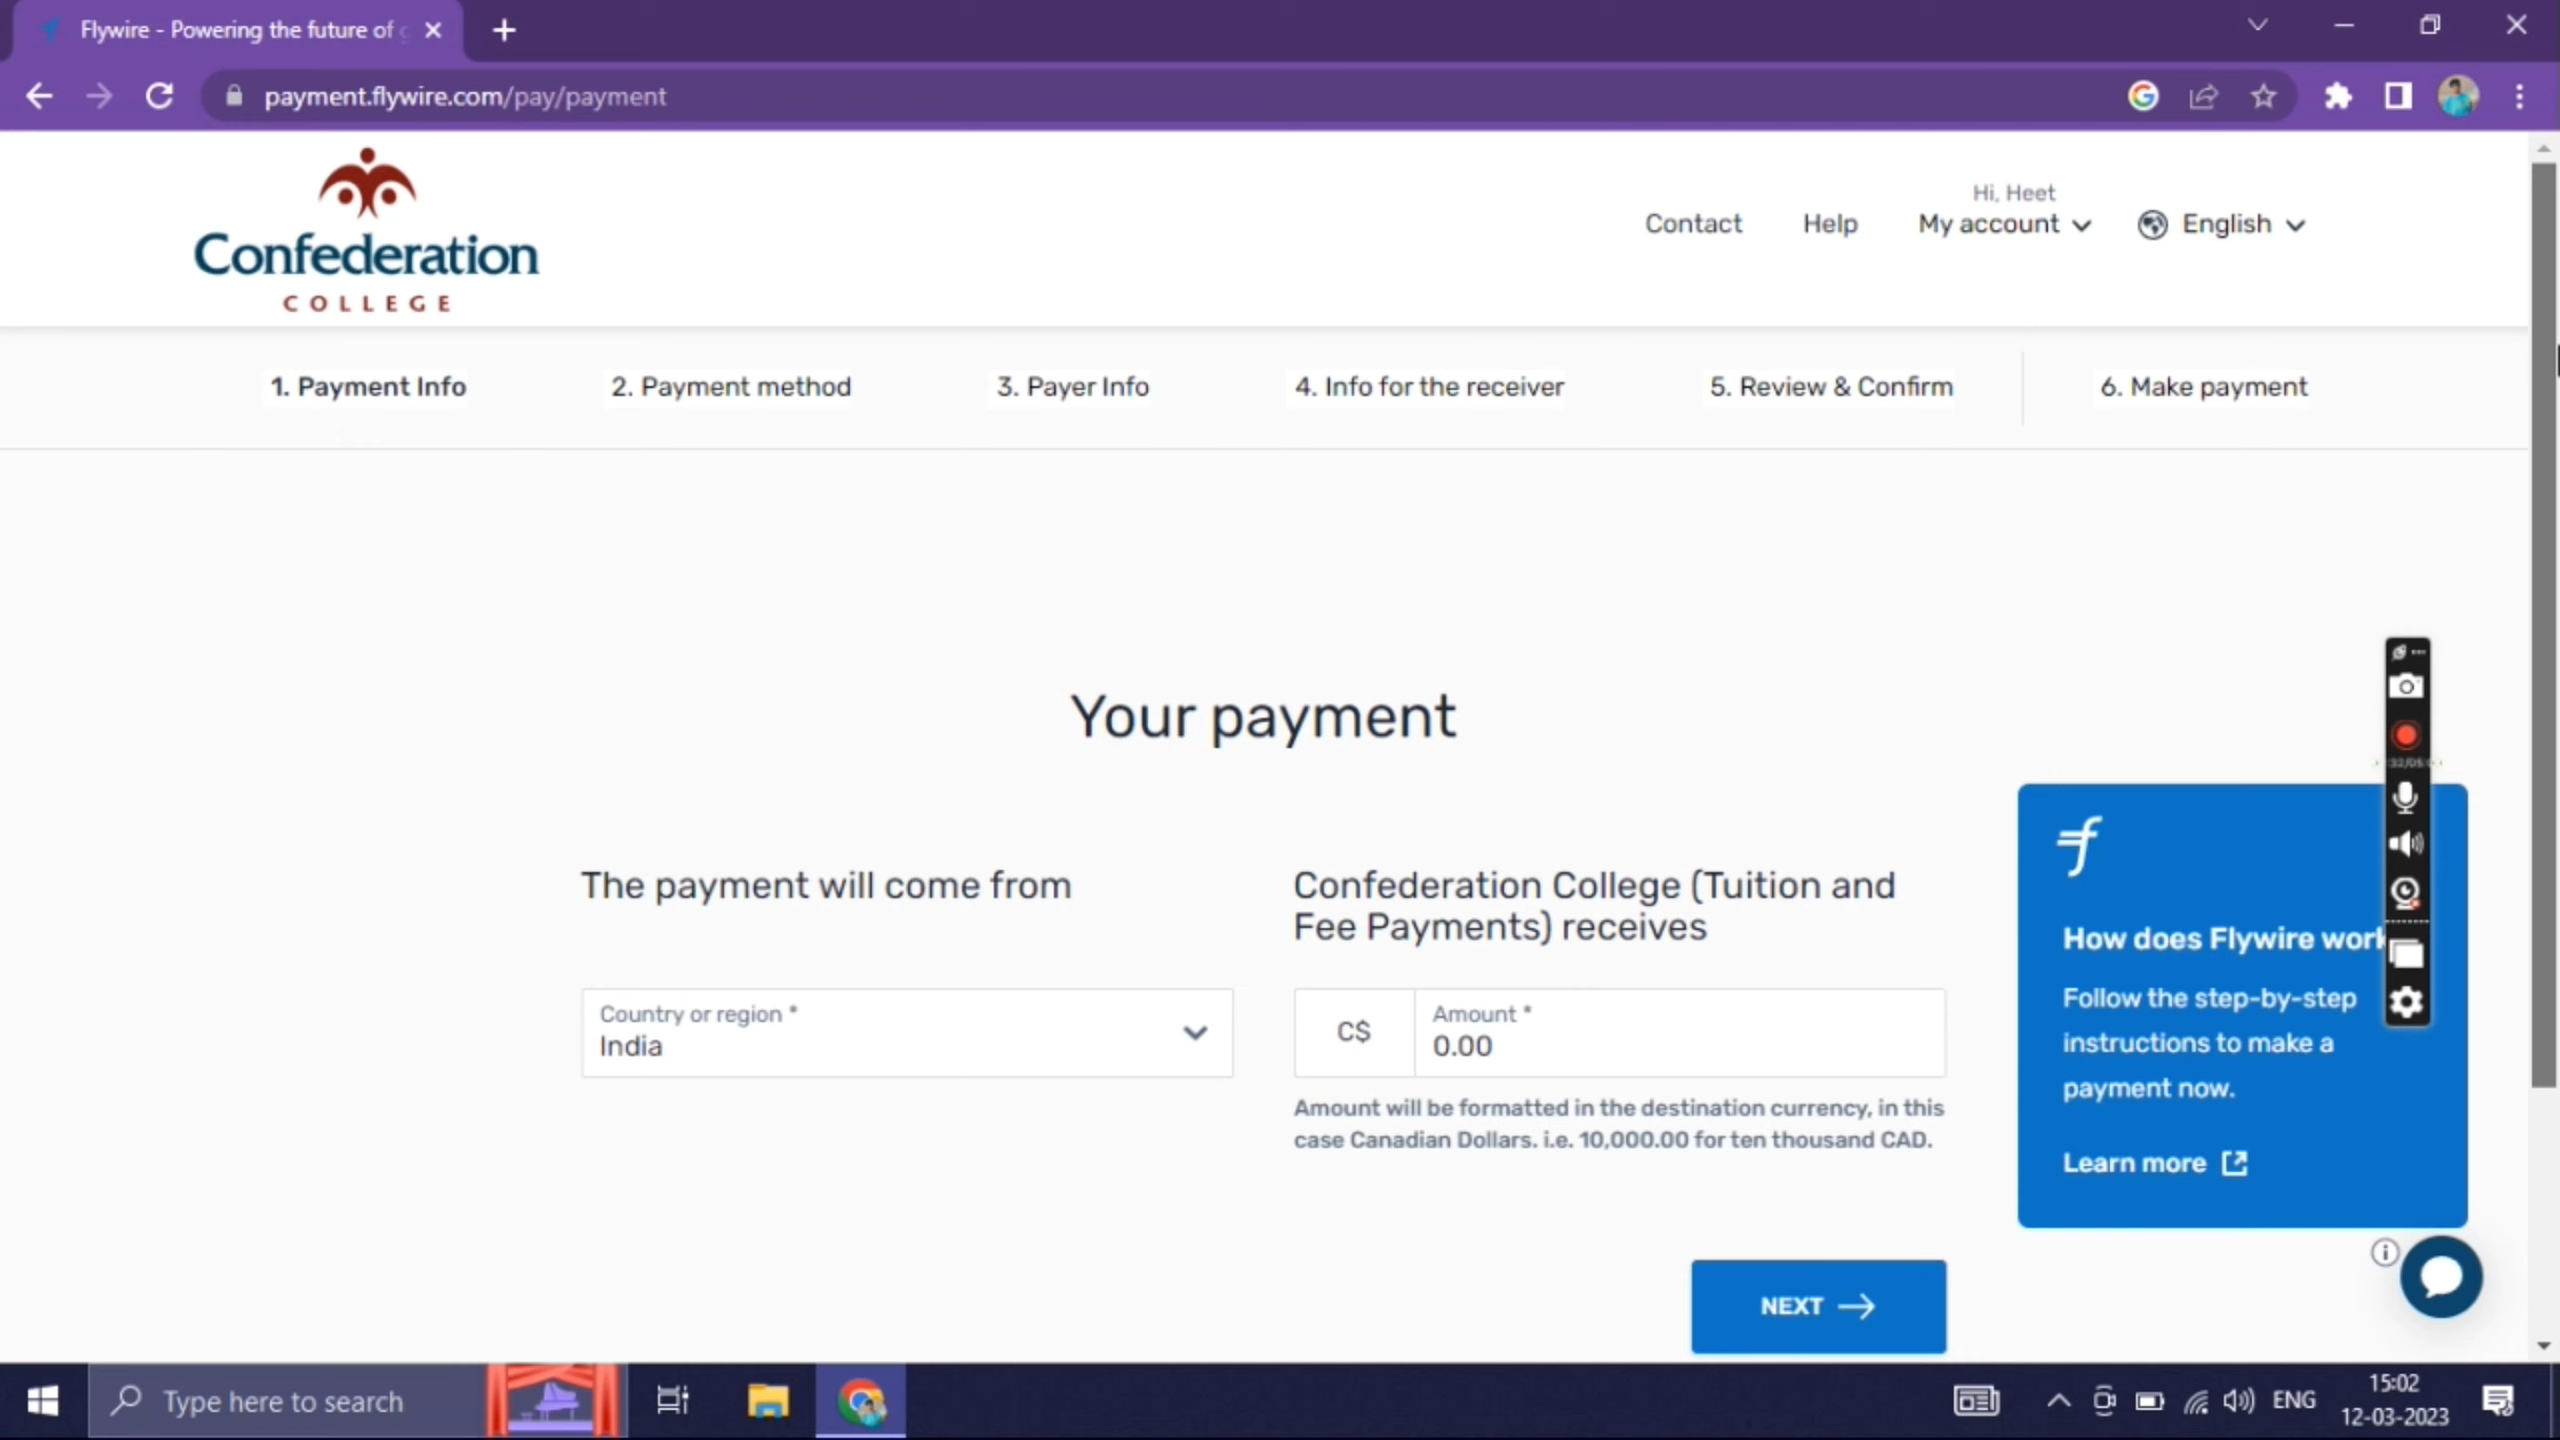 Flywire - Powering the future of
payment.flywire.com/pay/payment
Confederation
COLLEGE
Contact
Help
Hi, Heet
My account
English
1. Payment Info
2. Payment method
3. Payer Info
4. Info for the receiver
5. Review & Confirm
6. Make payment
Your payment
The payment will come from
Country or region *
India
Confederation College (Tuition and
Fee Payments) receives
C$
Amount *
0.00
Amount will be formatted in the destination currency, in this
case Canadian Dollars. i.e. 10,000.00 for ten thousand CAD.
NEXT
How does Flywire work
Follow the step-by-step
instructions to make a
payment now.
Learn more
Type here to search
ENG
15:02
12-03-2023